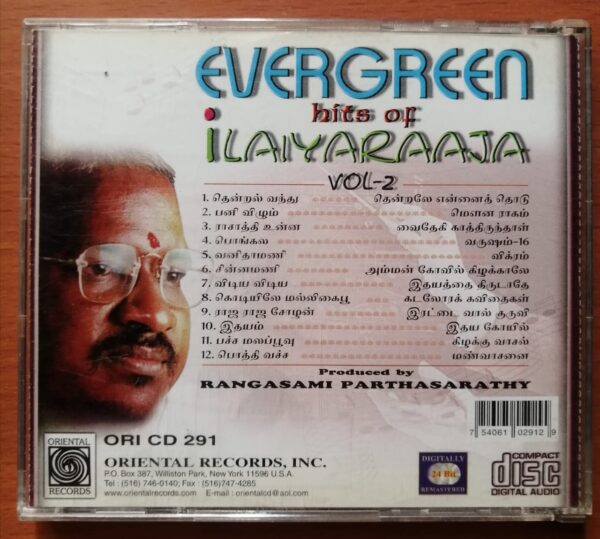 EVERGREEN
hits of
iLAIYARAAJA
VOL-2
1. தென்றல் வந்து தென்றலே என்னைத் தொடு
2. பனி விழும் மௌன ராகம்
3. ராசாத்தி உன்ன வைதேகி காத்திருந்தாள்
4. பொங்கல வருஷம்-16
5. வனிதாமணி விக்ரம்
6. சின்னமணி அம்மன் கோவில் கிழக்காலே
7. விடிய விடிய இதயத்தை திருடாதே
8. கொடியிலே மல்லிகைபூ கடலோரக் கவிதைகள்
9. ராஜ ராஜ சோழன் இரட்டை வால் குருவி
10. இதயம் இதய கோயில்
11. பச்ச மலப்பூவு கிழக்கு வாசல்
12. பொத்தி வச்ச மண்வாசனை
Produced by
RANGASAMI PARTHASARATHY
7 54061 02912 9
ORIENTAL
RECORDS
ORI CD 291
ORIENTAL RECORDS, INC.
P.O. Box 387, Williston Park, New York 11596 U.S.A.
Tel : (516) 746-0140; Fax : (516)747-4285
www.orientalrecords.com E-mail : orientalcd@aol.com
DIGITALLY
24 Bit
REMASTERED
COMPACT
disc
DIGITAL AUDIO